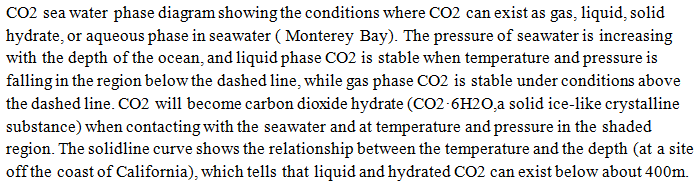 CO2 sea water phase diagram showing the conditions where CO2 can exist as gas, liquid, solid
hydrate, or aqueous phase in seawater ( Monterey Bay). The pressure of seawater is increasing
with the depth of the ocean, and liquid phase CO2 is stable when temperature and pressure is
falling in the region below the dashed line, while gas phase CO2 is stable under conditions above
the dashed line. CO2 will become carbon dioxide hydrate (CO2·6H2O,a solid ice-like crystalline
substance) when contacting with the seawater and at temperature and pressure in the shaded
region. The solidline curve shows the relationship between the temperature and the depth (at a site
off the coast of California), which tells that liquid and hydrated CO2 can exist below about 400m.